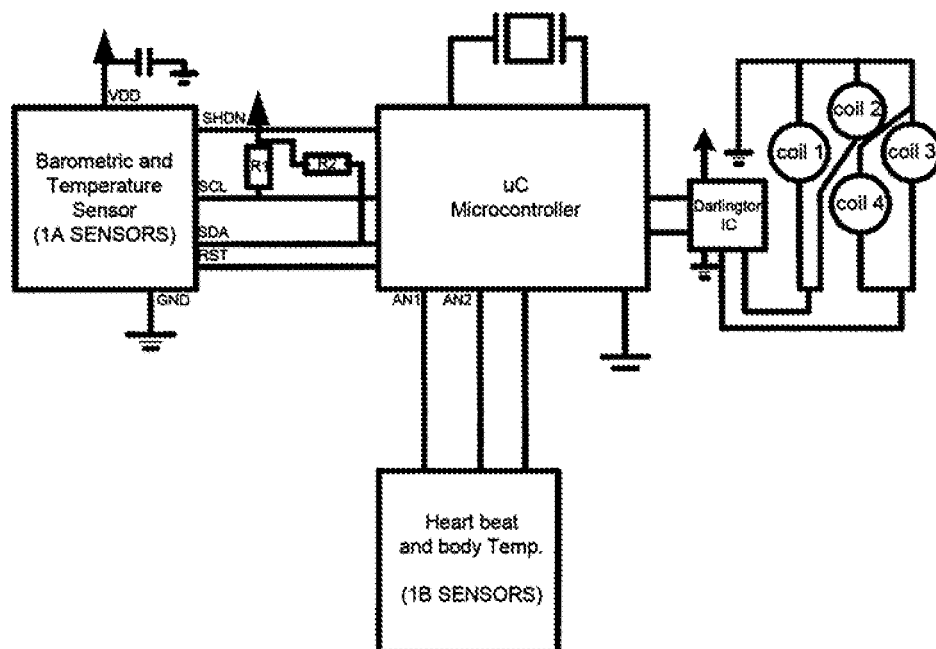 VDD
SHDN
Barometric and
Temperature
Sensor
(1A SENSORS)
R1
R2
SCL
SDA
RST
GND
uC
Microcontroller
AN1
AN2
Darlington
IC
coil 1
coil 2
coil 3
coil 4
Heart beat
and body Temp.
(1B SENSORS)